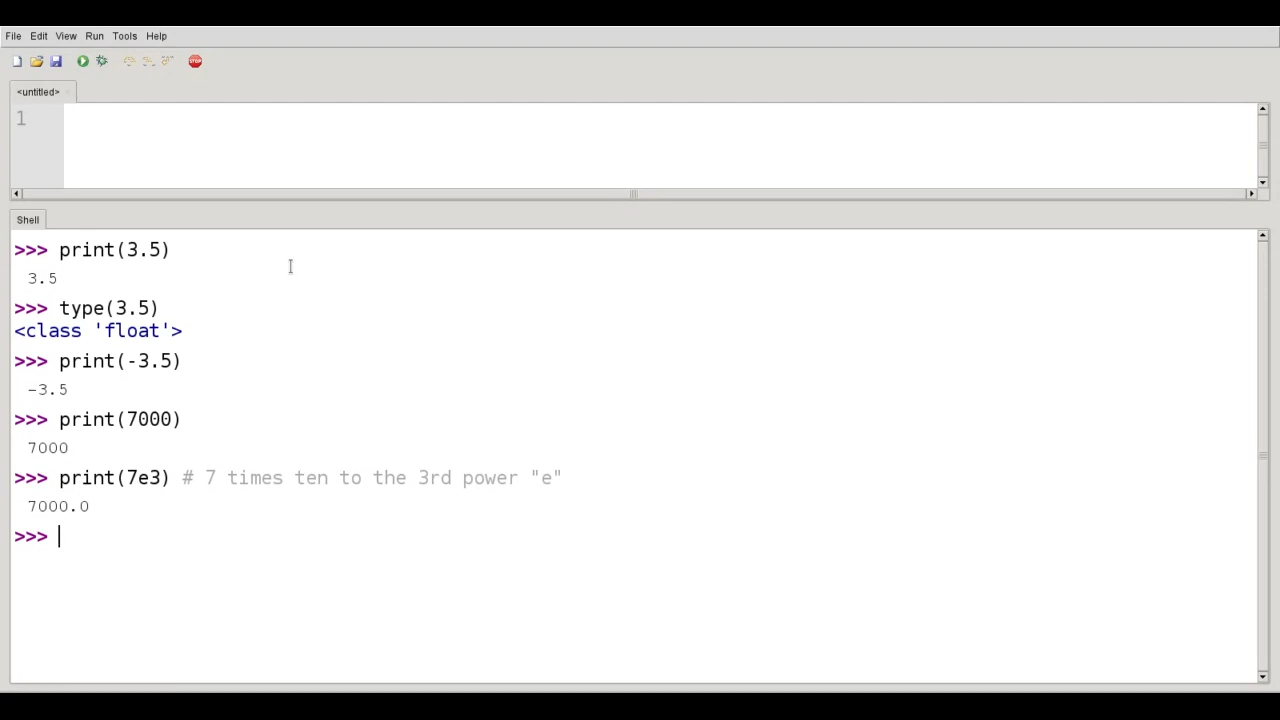 File Edit View Run Tools Help
STOP
<untitled>
1
Shell
>>> print(3.5)
3.5
>>> type(3.5)
<class 'float'>
>>> print(-3.5)
-3.5
>>> print(7000)
7000
>>> print(7e3) # 7 times ten to the 3rd power "e"
7000.0
>>>